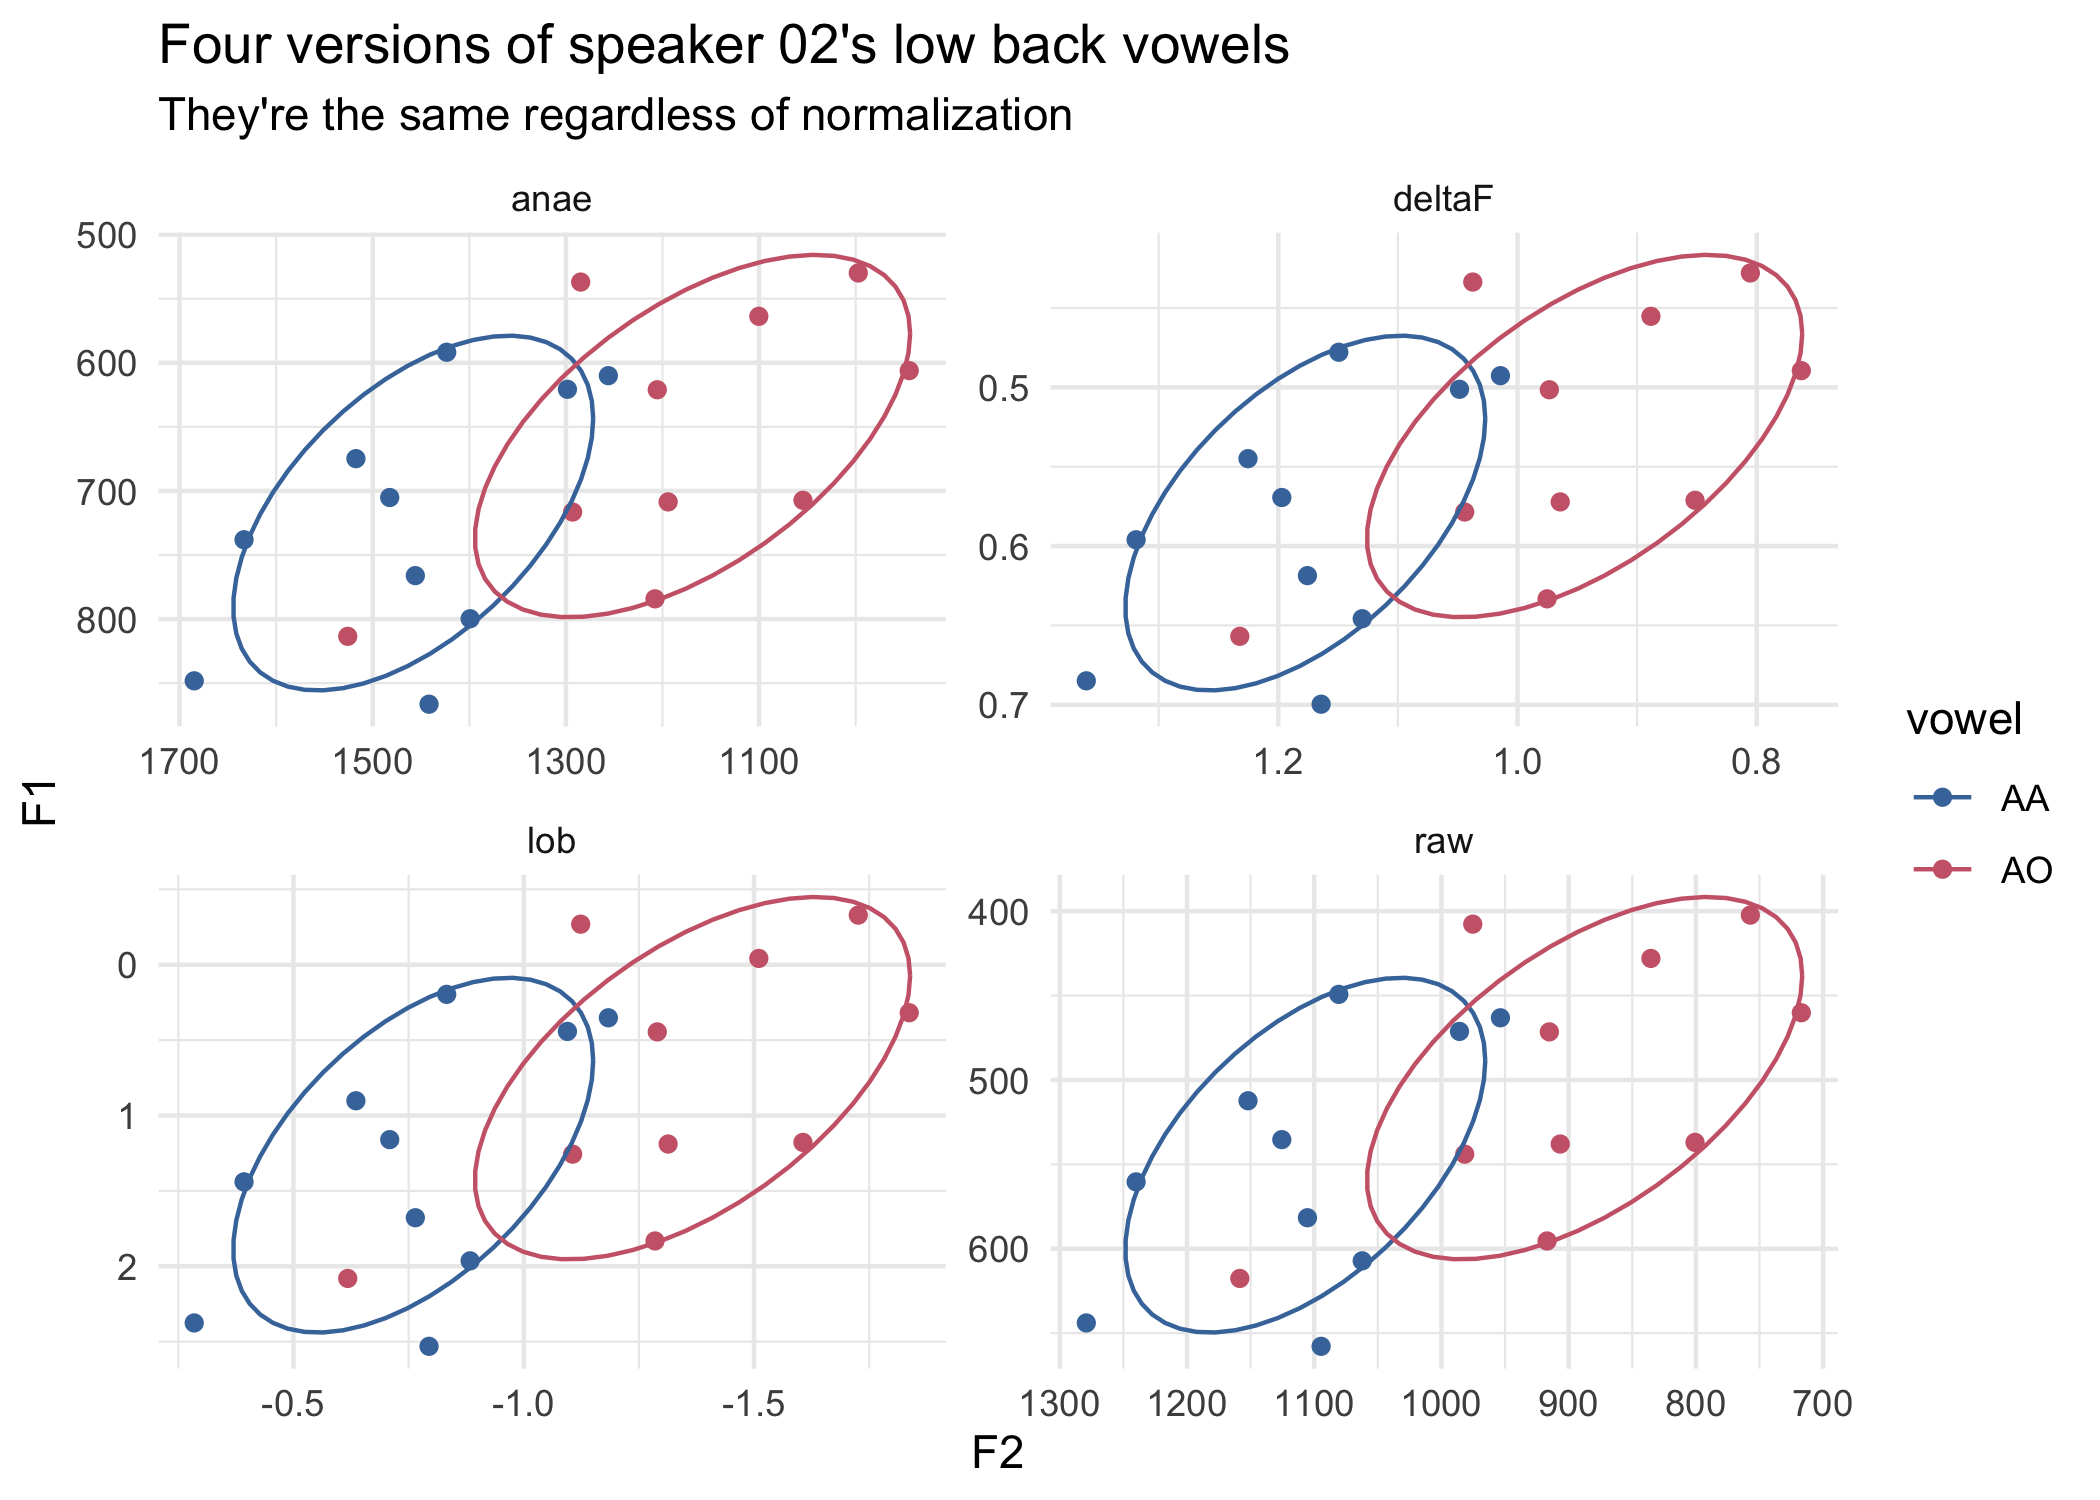 Four versions of speaker 02's low back vowels
They're the same regardless of normalization
anae
deltaF
500
600
700
800
1700 1500 1300 1100
0.5
0.6
0.7
1.2 1.0 0.8
F1
lob
raw
0
1
2
-0.5 -1.0 -1.5
400
500
600
1300 1200 1100 1000 900 800 700
F2
vowel
AA
AO